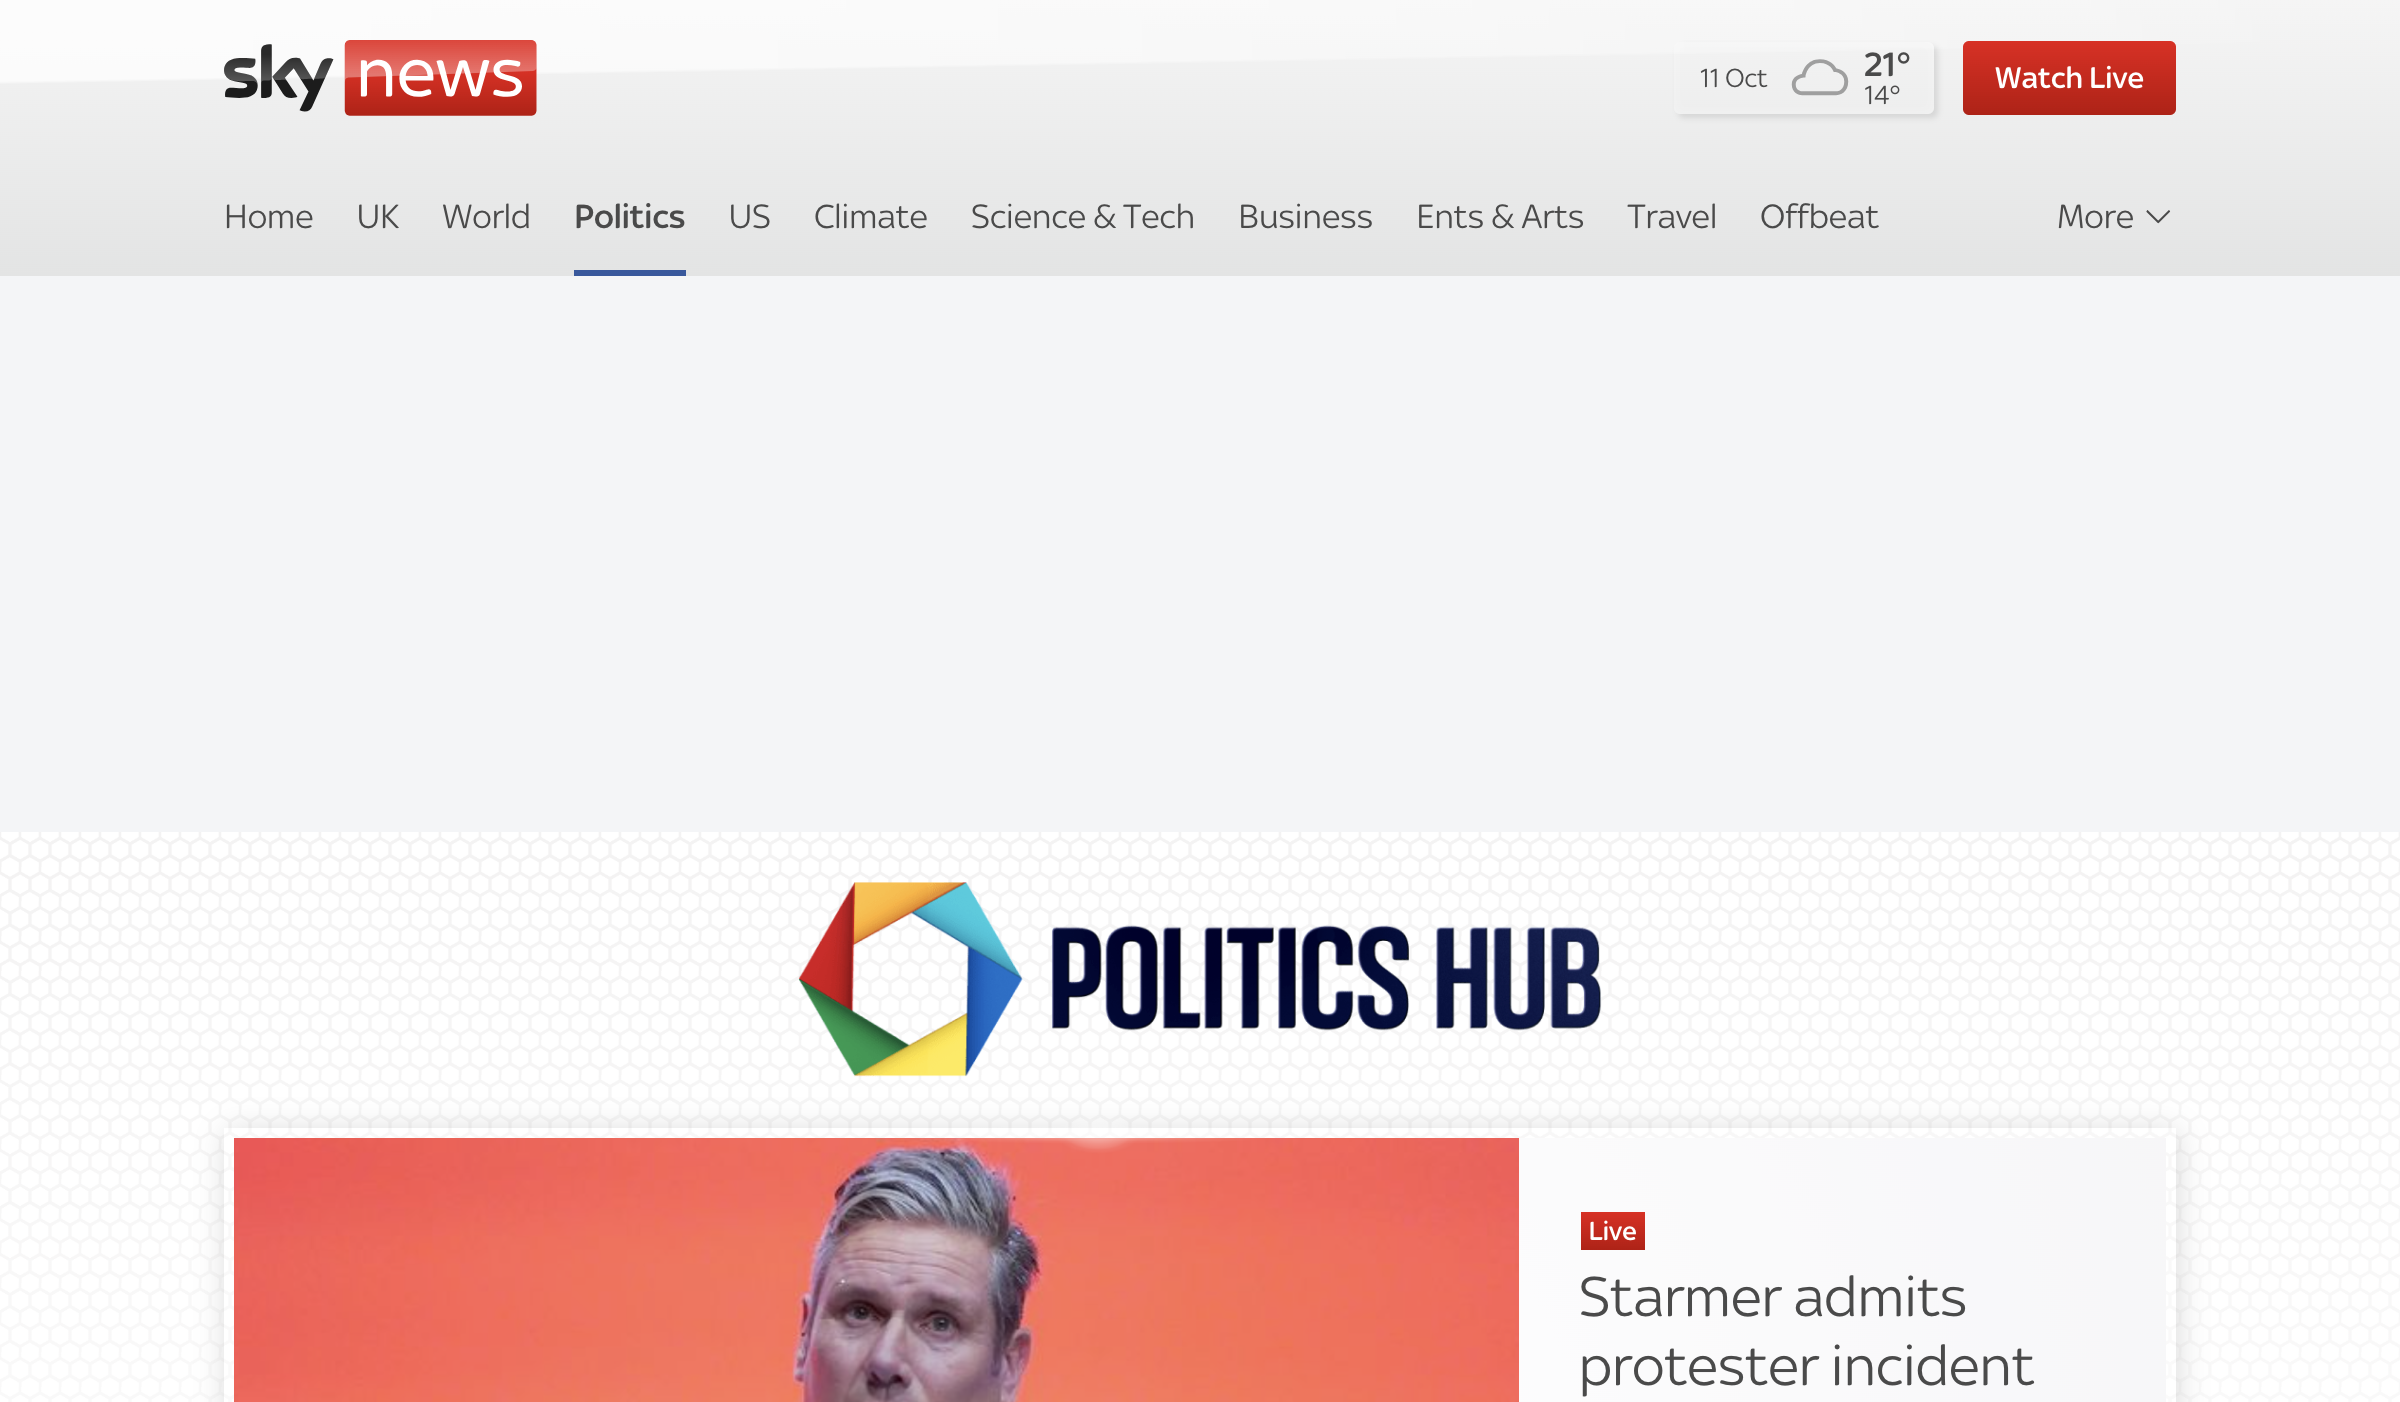 sky news
11 Oct
21°
14°
Watch Live
Home UK World Politics US Climate Science & Tech Business Ents & Arts Travel Offbeat More
POLITICS HUB
Live
Starmer admits
protester incident